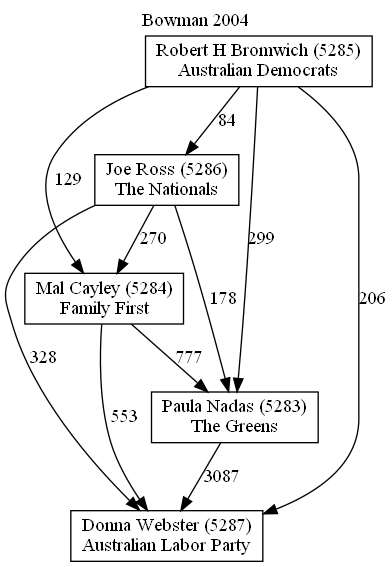 Bowman 2004
Robert H Bromwich (5285)
Australian Democrats
84
Joe Ross (5286)
The Nationals
129
270
299
Mal Cayley (5284)
Family First
178
206
328
777
553
Paula Nadas (5283)
The Greens
3087
Donna Webster (5287)
Australian Labor Party